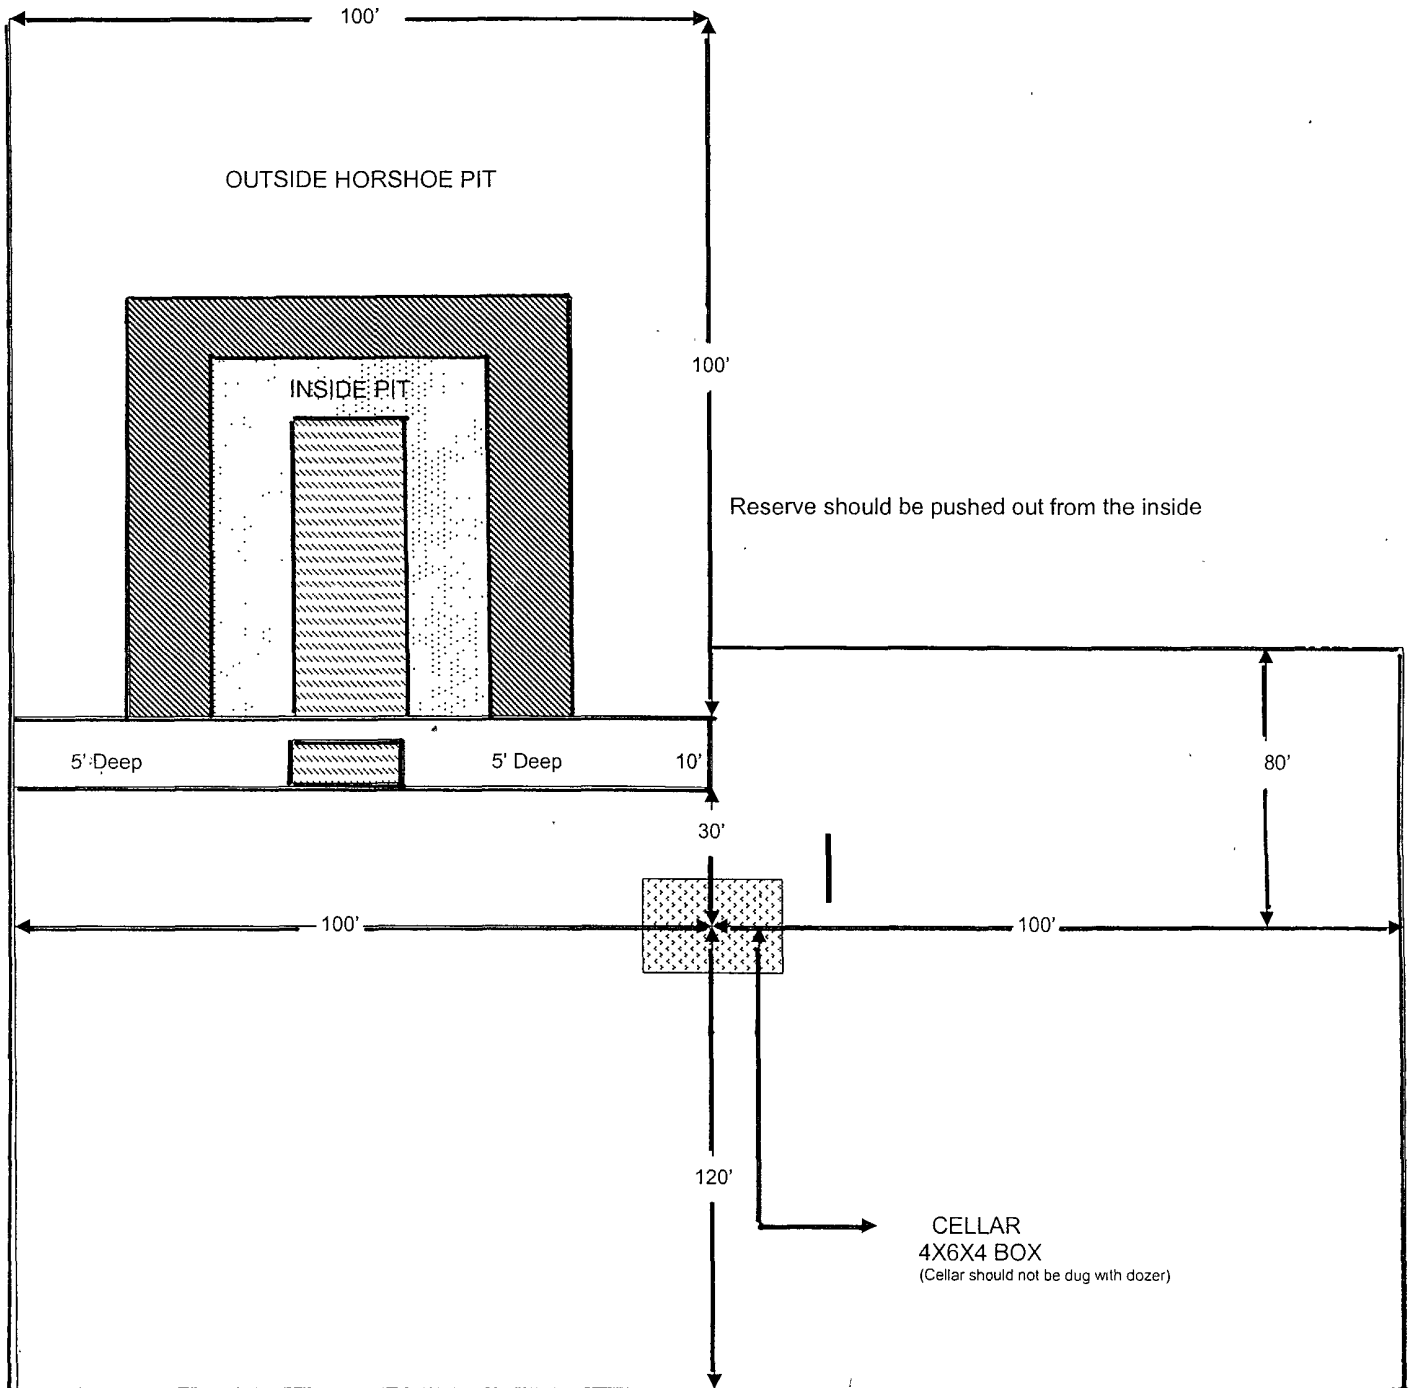 100'
OUTSIDE HORSHOE PIT
100'
INSIDE PIT
Reserve should be pushed out from the inside
5' Deep
5' Deep
10'
80'
30'
100'
100'
120'
CELLAR
4X6X4 BOX
(Cellar should not be dug with dozer)